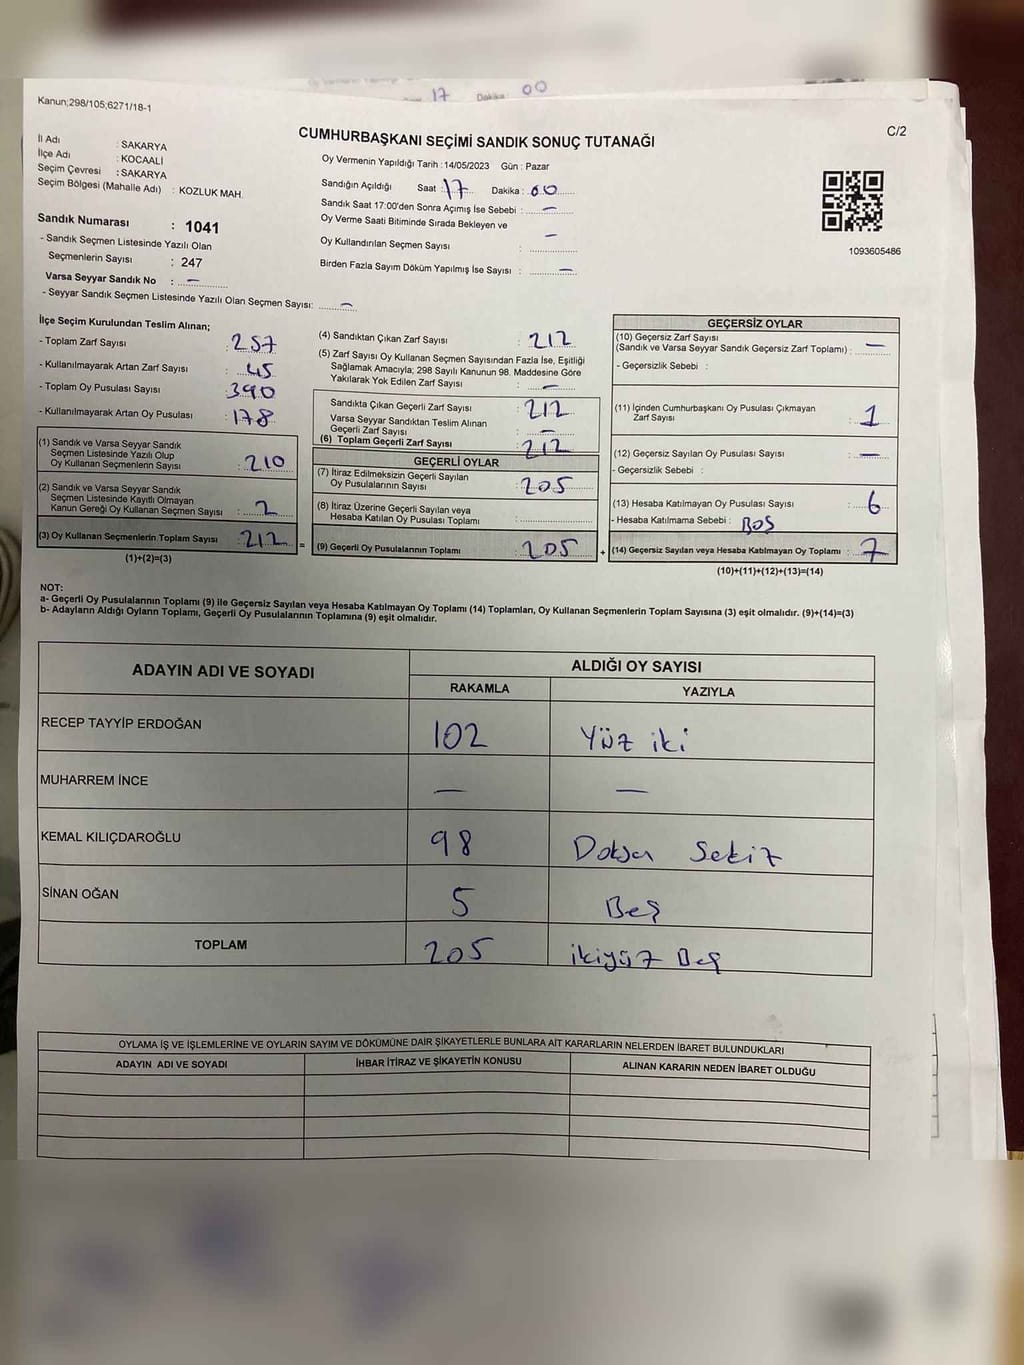 17 Dakika: 00
Kanun;298/105;6271/18-1
C/2
CUMHURBAŞKANI SEÇİMİ SANDIK SONUÇ TUTANAĞI
İl Adı : SAKARYA
İlçe Adı : KOCAALİ
Seçim Çevresi : SAKARYA
Seçim Bölgesi (Mahalle Adı) : KOZLUK MAH.
Sandık Numarası : 1041
- Sandık Seçmen Listesinde Yazılı Olan
Seçmenlerin Sayısı : 247
Varsa Seyyar Sandık No : —
- Seyyar Sandık Seçmen Listesinde Yazılı Olan Seçmen Sayısı: —
Oy Vermenin Yapıldığı Tarih : 14/05/2023 Gün : Pazar
Sandığın Açıldığı Saat : 17 Dakika : 00
Sandık Saat 17:00'den Sonra Açımış İse Sebebi : —
Oy Verme Saati Bitiminde Sırada Bekleyen ve
Oy Kullandırılan Seçmen Sayısı : —
Birden Fazla Sayım Döküm Yapılmış İse Sayısı : —
1093605486
İlçe Seçim Kurulundan Teslim Alınan;
- Toplam Zarf Sayısı : 257
- Kullanılmayarak Artan Zarf Sayısı : 45
- Toplam Oy Pusulası Sayısı : 390
- Kullanılmayarak Artan Oy Pusulası : 178
(1) Sandık ve Varsa Seyyar Sandık
Seçmen Listesinde Yazılı Olup
Oy Kullanan Seçmenlerin Sayısı : 210
(2) Sandık ve Varsa Seyyar Sandık
Seçmen Listesinde Kayıtlı Olmayan
Kanun Gereği Oy Kullanan Seçmen Sayısı : 2
(3) Oy Kullanan Seçmenlerin Toplam Sayısı : 212 =
(1)+(2)=(3)
(4) Sandıktan Çıkan Zarf Sayısı : 212
(5) Zarf Sayısı Oy Kullanan Seçmen Sayısından Fazla İse, Eşitliği
Sağlamak Amacıyla; 298 Sayılı Kanunun 98. Maddesine Göre
Yakılarak Yok Edilen Zarf Sayısı : —
Sandıkta Çıkan Geçerli Zarf Sayısı : 212
Varsa Seyyar Sandıktan Teslim Alınan
Geçerli Zarf Sayısı : —
(6) Toplam Geçerli Zarf Sayısı : 212
GEÇERLİ OYLAR
(7) İtiraz Edilmeksizin Geçerli Sayılan
Oy Pusulalarının Sayısı : 205
(8) İtiraz Üzerine Geçerli Sayılan veya
Hesaba Katılan Oy Pusulası Toplamı :
(9) Geçerli Oy Pusulalarının Toplamı : 205 +
GEÇERSİZ OYLAR
(10) Geçersiz Zarf Sayısı
(Sandık ve Varsa Seyyar Sandık Geçersiz Zarf Toplamı) : —
- Geçersizlik Sebebi :
(11) İçinden Cumhurbaşkanı Oy Pusulası Çıkmayan
Zarf Sayısı : 1
(12) Geçersiz Sayılan Oy Pusulası Sayısı : —
- Geçersizlik Sebebi :
(13) Hesaba Katılmayan Oy Pusulası Sayısı : 6
- Hesaba Katılmama Sebebi : BOS
(14) Geçersiz Sayılan veya Hesaba Katılmayan Oy Toplamı : 7
(10)+(11)+(12)+(13)=(14)
NOT:
a- Geçerli Oy Pusulalarının Toplamı (9) ile Geçersiz Sayılan veya Hesaba Katılmayan Oy Toplamı (14) Toplamları, Oy Kullanan Seçmenlerin Toplam Sayısına (3) eşit olmalıdır. (9)+(14)=(3)
b- Adayların Aldığı Oyların Toplamı, Geçerli Oy Pusulalarının Toplamına (9) eşit olmalıdır.
ADAYIN ADI VE SOYADI ALDIĞI OY SAYISI
RAKAMLA YAZIYLA
RECEP TAYYİP ERDOĞAN 102 Yüz iki
MUHARREM İNCE — —
KEMAL KILIÇDAROĞLU 98 Doksan Sekiz
SİNAN OĞAN 5 Beş
TOPLAM 205 ikiyüz Beş
OYLAMA İŞ VE İŞLEMLERİNE VE OYLARIN SAYIM VE DÖKÜMÜNE DAİR ŞİKAYETLERLE BUNLARA AİT KARARLARIN NELERDEN İBARET BULUNDUKLARI
ADAYIN ADI VE SOYADI İHBAR İTİRAZ VE ŞİKAYETİN KONUSU ALINAN KARARIN NEDEN İBARET OLDUĞU